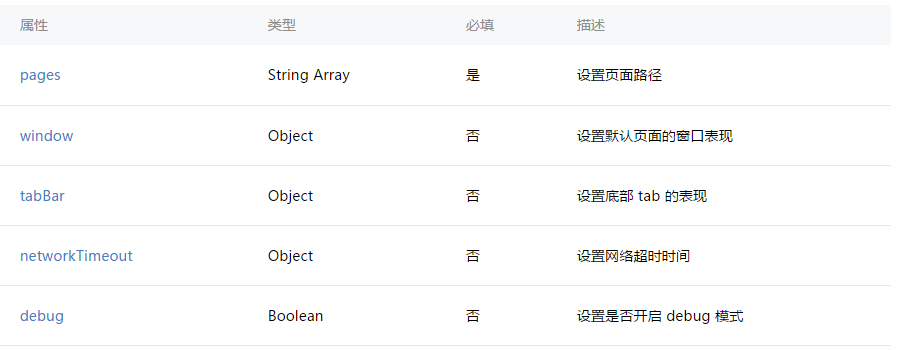 属性 类型 必填 描述
pages String Array 是 设置页面路径
window Object 否 设置默认页面的窗口表现
tabBar Object 否 设置底部 tab 的表现
networkTimeout Object 否 设置网络超时时间
debug Boolean 否 设置是否开启 debug 模式